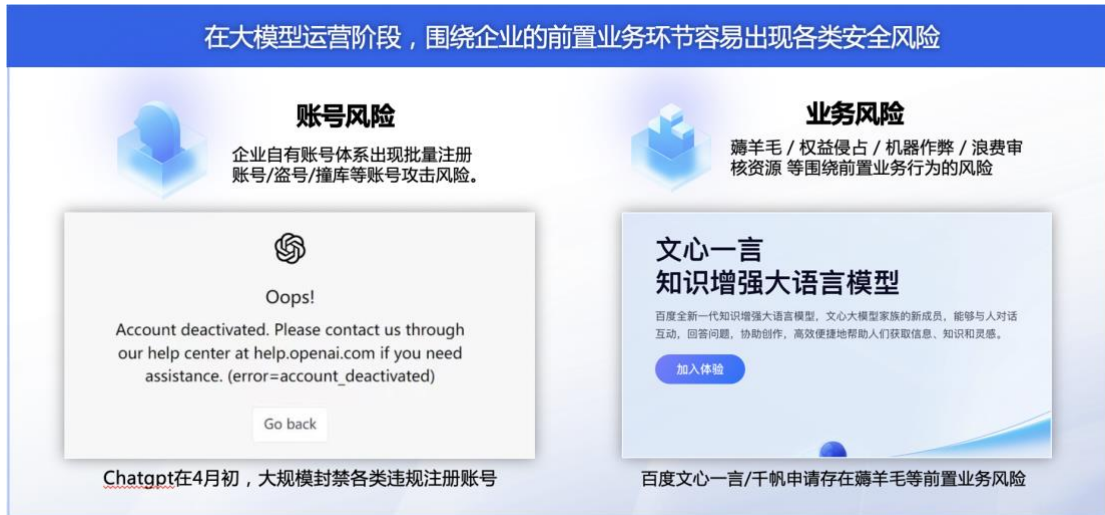 在大模型运营阶段，围绕企业的前置业务环节容易出现各类安全风险
账号风险
企业自有账号体系出现批量注册
账号/盗号/撞库等账号攻击风险。
Oops!
Account deactivated. Please contact us through
our help center at help.openai.com if you need
assistance. (error=account_deactivated)
Go back
Chatgpt在4月初，大规模封禁各类违规注册账号
业务风险
薅羊毛 / 权益侵占 / 机器作弊 / 浪费审
核资源 等围绕前置业务行为的风险
文心一言
知识增强大语言模型
百度全新一代知识增强大语言模型，文心大模型家族的新成员，能够与人对话
互动，回答问题，协助创作，高效便捷地帮助人们获取信息、知识和灵感。
加入体验
百度文心一言/千帆申请存在薅羊毛等前置业务风险